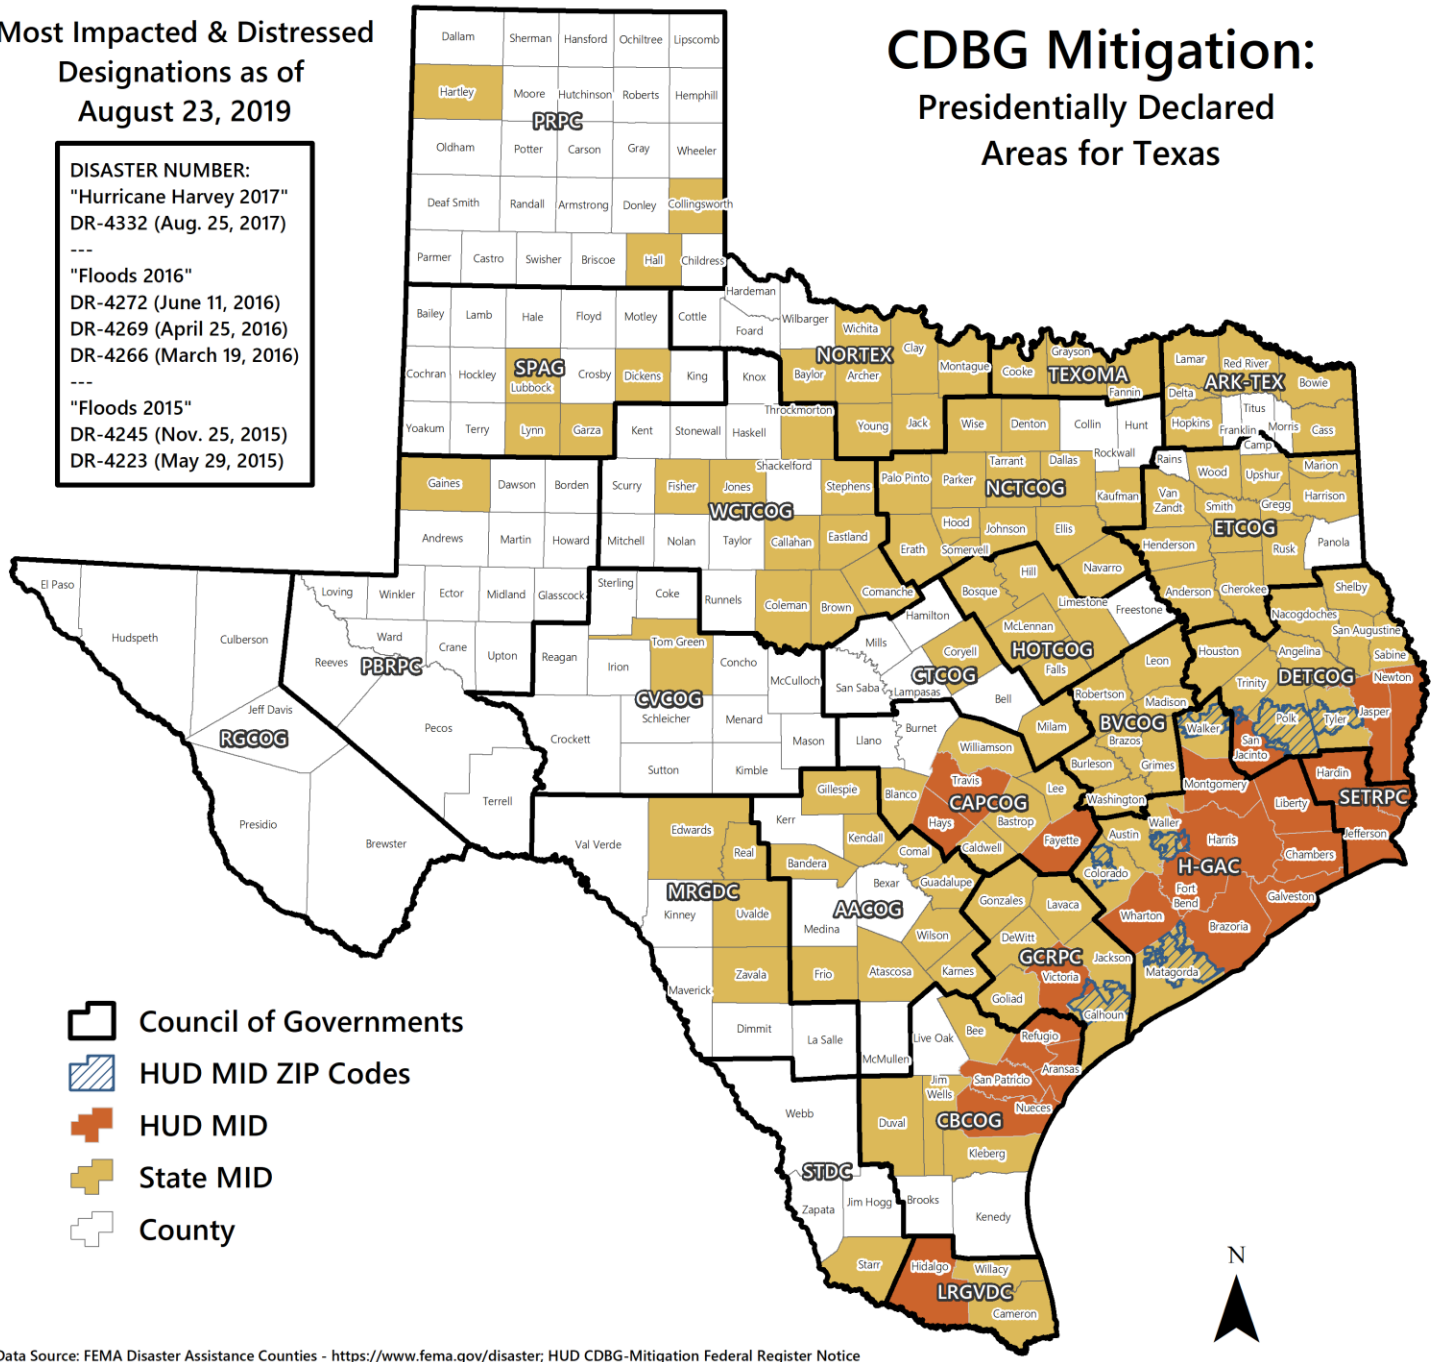 Most Impacted & Distressed
Designations as of
August 23, 2019
DISASTER NUMBER:
"Hurricane Harvey 2017"
DR-4332 (Aug. 25, 2017)
---
"Floods 2016"
DR-4272 (June 11, 2016)
DR-4269 (April 25, 2016)
DR-4266 (March 19, 2016)
---
"Floods 2015"
DR-4245 (Nov. 25, 2015)
DR-4223 (May 29, 2015)
CDBG Mitigation:
Presidentially Declared
Areas for Texas
Dallam Sherman Hansford Ochiltree Lipscomb
Hartley Moore Hutchinson Roberts Hemphill
PRPC
Oldham Potter Carson Gray Wheeler
Deaf Smith Randall Armstrong Donley Collingsworth
Parmer Castro Swisher Briscoe Hall Childress
Hardeman
Bailey Lamb Hale Floyd Motley Cottle Foard Wilbarger Wichita
Clay Montague Cooke Grayson Fannin
NORTEX TEXOMA ARK-TEX
Lamar Red River Bowie
Delta Titus
Hopkins Franklin Morris Cass
Camp
SPAG
Cochran Hockley Lubbock Crosby Dickens King Knox Baylor Archer
Throckmorton
Yoakum Terry Lynn Garza Kent Stonewall Haskell Young Jack Wise Denton Collin Hunt
Rockwall
Rains Wood Upshur Marion
Gaines Dawson Borden Scurry Fisher Jones Shackelford Stephens Palo Pinto Parker Tarrant Dallas Kaufman
NCTCOG
Van
Zandt Smith Gregg Harrison
WCTCOG
ETCOG
Andrews Martin Howard Mitchell Nolan Taylor Callahan Eastland Erath Hood Somervell Johnson Ellis Henderson Rusk Panola
Navarro
El Paso Hudspeth Culberson Loving Winkler Ector Midland Glasscock Sterling Coke Runnels Coleman Brown Comanche
Hamilton Bosque Hill Limestone Freestone Anderson Cherokee Shelby
Nacogdoches
San Augustine
Ward Reeves Crane Upton Reagan Irion Tom Green Concho McCulloch Mills Coryell McLennan Falls Leon Houston Angelina Sabine
PBRPC CVCOG CTCOG HOTCOG DETCOG
San Saba Lampasas Bell Robertson Madison Trinity Newton
Jeff Davis Pecos Schleicher Menard Crockett Mason Llano Burnet Milam
RGCOG BVCOG
Walker Polk Tyler Jasper
San
Jacinto
Brazos Grimes Burleson Williamson
Sutton Kimble
Terrell Gillespie Blanco Travis Lee Washington Montgomery Liberty Hardin
CAPCOG SETRPC
Presidio Brewster Val Verde Edwards Real Kerr Kendall Hays Bastrop Fayette Austin Waller Harris Chambers Jefferson
Bandera Comal Caldwell Colorado
H-GAC
MRGDC AACOG
Kinney Uvalde Medina Bexar Guadalupe Gonzales Lavaca Wharton
Fort
Bend Brazoria Galveston
Wilson DeWitt Jackson Matagorda
GCRPC
Maverick Zavala Frio Atascosa Karnes Goliad Victoria Calhoun
Dimmit La Salle McMullen Live Oak Bee Refugio Aransas
Webb Duval
Jim
Wells San Patricio Nueces
CBCOG
Kleberg
STDC
Zapata Jim Hogg Brooks Kenedy
Starr Hidalgo Willacy
LRGVDC
Cameron
Council of Governments
HUD MID ZIP Codes
HUD MID
State MID
County
N
Data Source: FEMA Disaster Assistance Counties - https://www.fema.gov/disaster; HUD CDBG-Mitigation Federal Register Notice